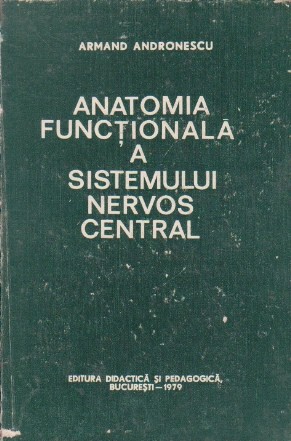 ARMAND ANDRONESCU
ANATOMIA
FUNCȚIONALĂ
A
SISTEMULUI
NERVOS
CENTRAL
EDITURA DIDACTICĂ ȘI PEDAGOGICĂ,
BUCUREȘTI—1979